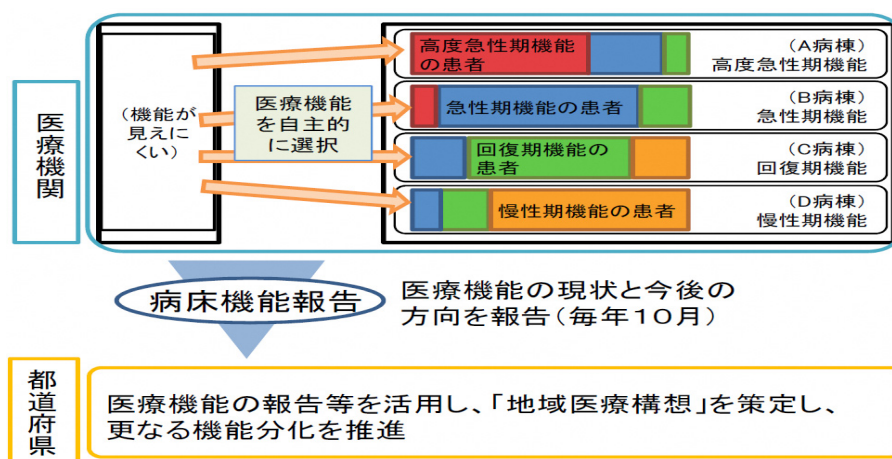 医療機関
(機能が
見えに
くい)
医療機能
を自主的
に選択
高度急性期機能
の患者
(A病棟)
高度急性期機能
急性期機能の患者
(B病棟)
急性期機能
回復期機能の
患者
(C病棟)
回復期機能
慢性期機能の患者
(D病棟)
慢性期機能
病床機能報告
医療機能の現状と今後の
方向を報告(毎年10月)
都道府県
医療機能の報告等を活用し、「地域医療構想」を策定し、
更なる機能分化を推進